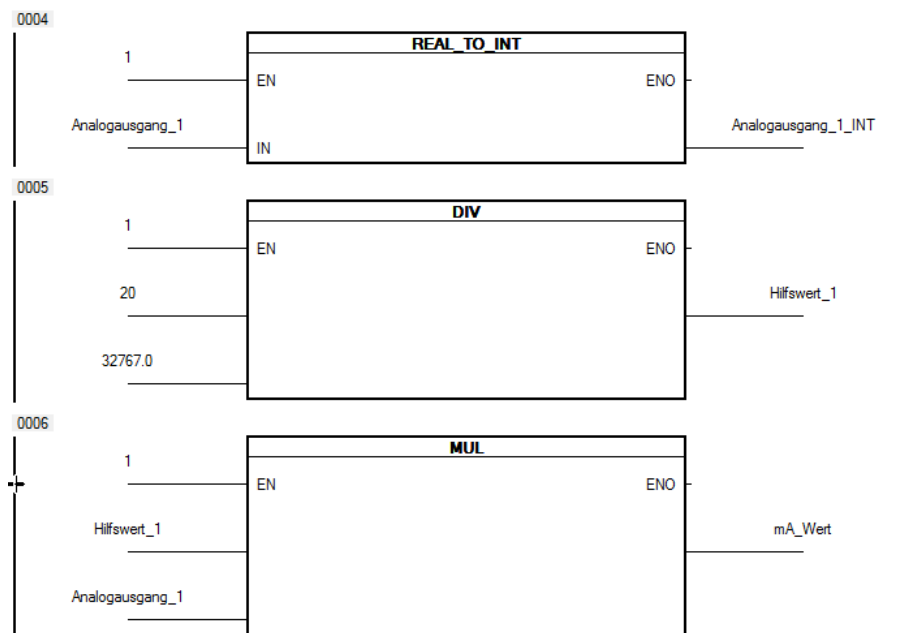 0004
REAL_TO_INT
1
EN
ENO
Analogausgang_1
Analogausgang_1_INT
IN
0005
DIV
1
EN
ENO
20
Hilfswert_1
32767.0
0006
MUL
1
EN
ENO
Hilfswert_1
mA_Wert
Analogausgang_1